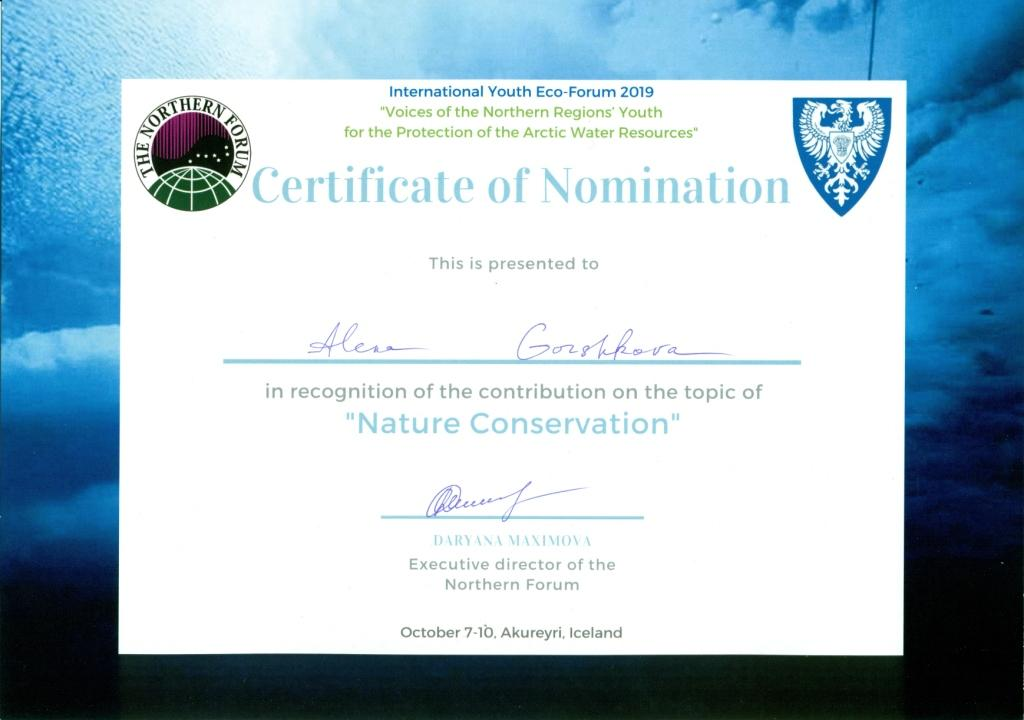 THE NORTHERN FORUM
International Youth Eco-Forum 2019
"Voices of the Northern Regions' Youth
for the Protection of the Arctic Water Resources"
Certificate of Nomination
This is presented to
Alena Gorshkova
in recognition of the contribution on the topic of
"Nature Conservation"
DARYANA MAXIMOVA
Executive director of the
Northern Forum
October 7-10, Akureyri, Iceland